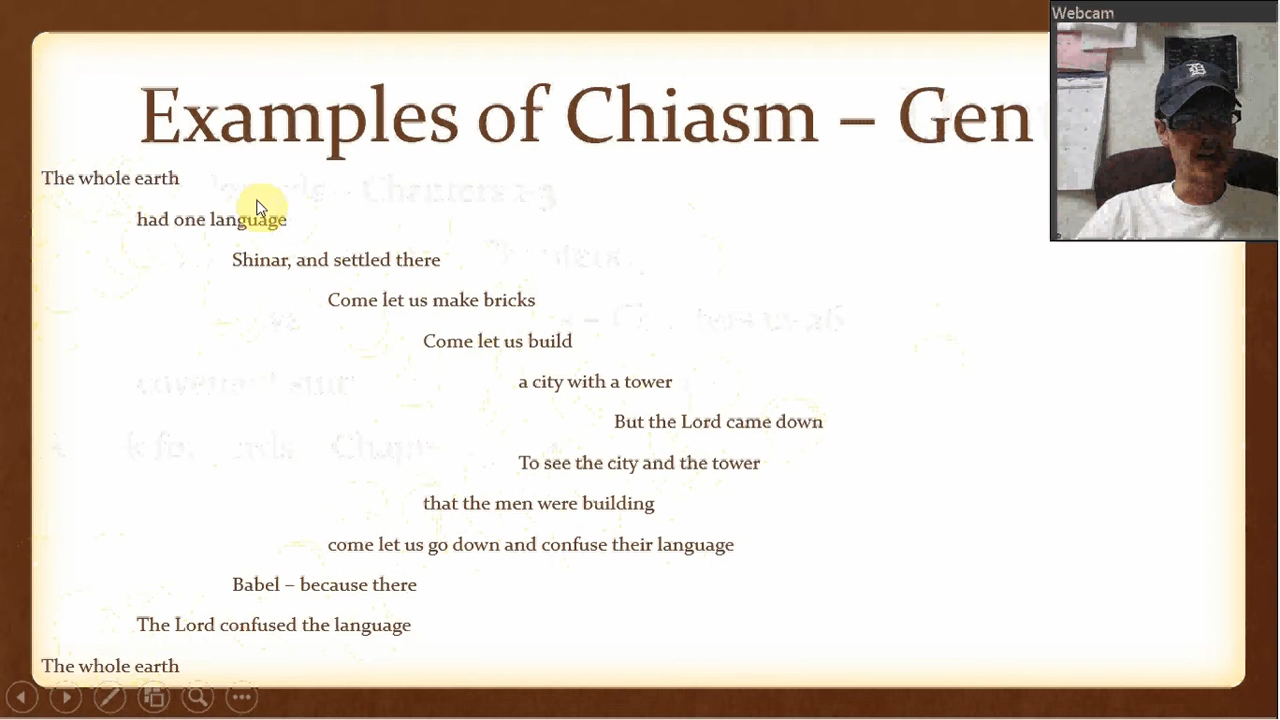 Webcam
Examples of Chiasm – Gen
The whole earth
had one language
Shinar, and settled there
Come let us make bricks
Come let us build
a city with a tower
But the Lord came down
To see the city and the tower
that the men were building
come let us go down and confuse their language
Babel – because there
The Lord confused the language
The whole earth